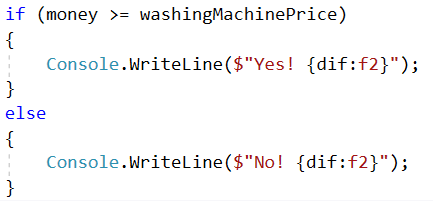 if (money >= washingMachinePrice)
{
    Console.WriteLine($"Yes! {dif:f2}");
}
else
{
    Console.WriteLine($"No! {dif:f2}");
}